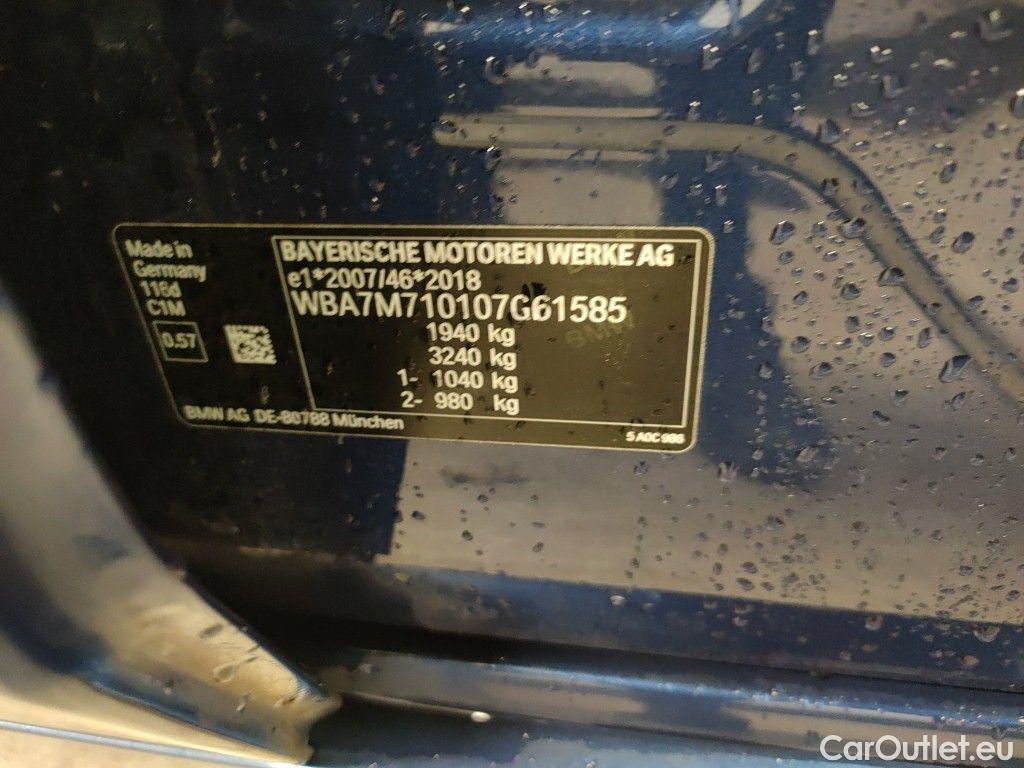 Made in
Germany
116d
C1M
0.57
BAYERISCHE MOTOREN WERKE AG
e1*2007/46*2018
WBA7M710107G61585
1940 kg
3240 kg
1- 1040 kg
2- 980 kg
BMW AG DE-80788 München
5 A0C 986
CarOutlet.eu